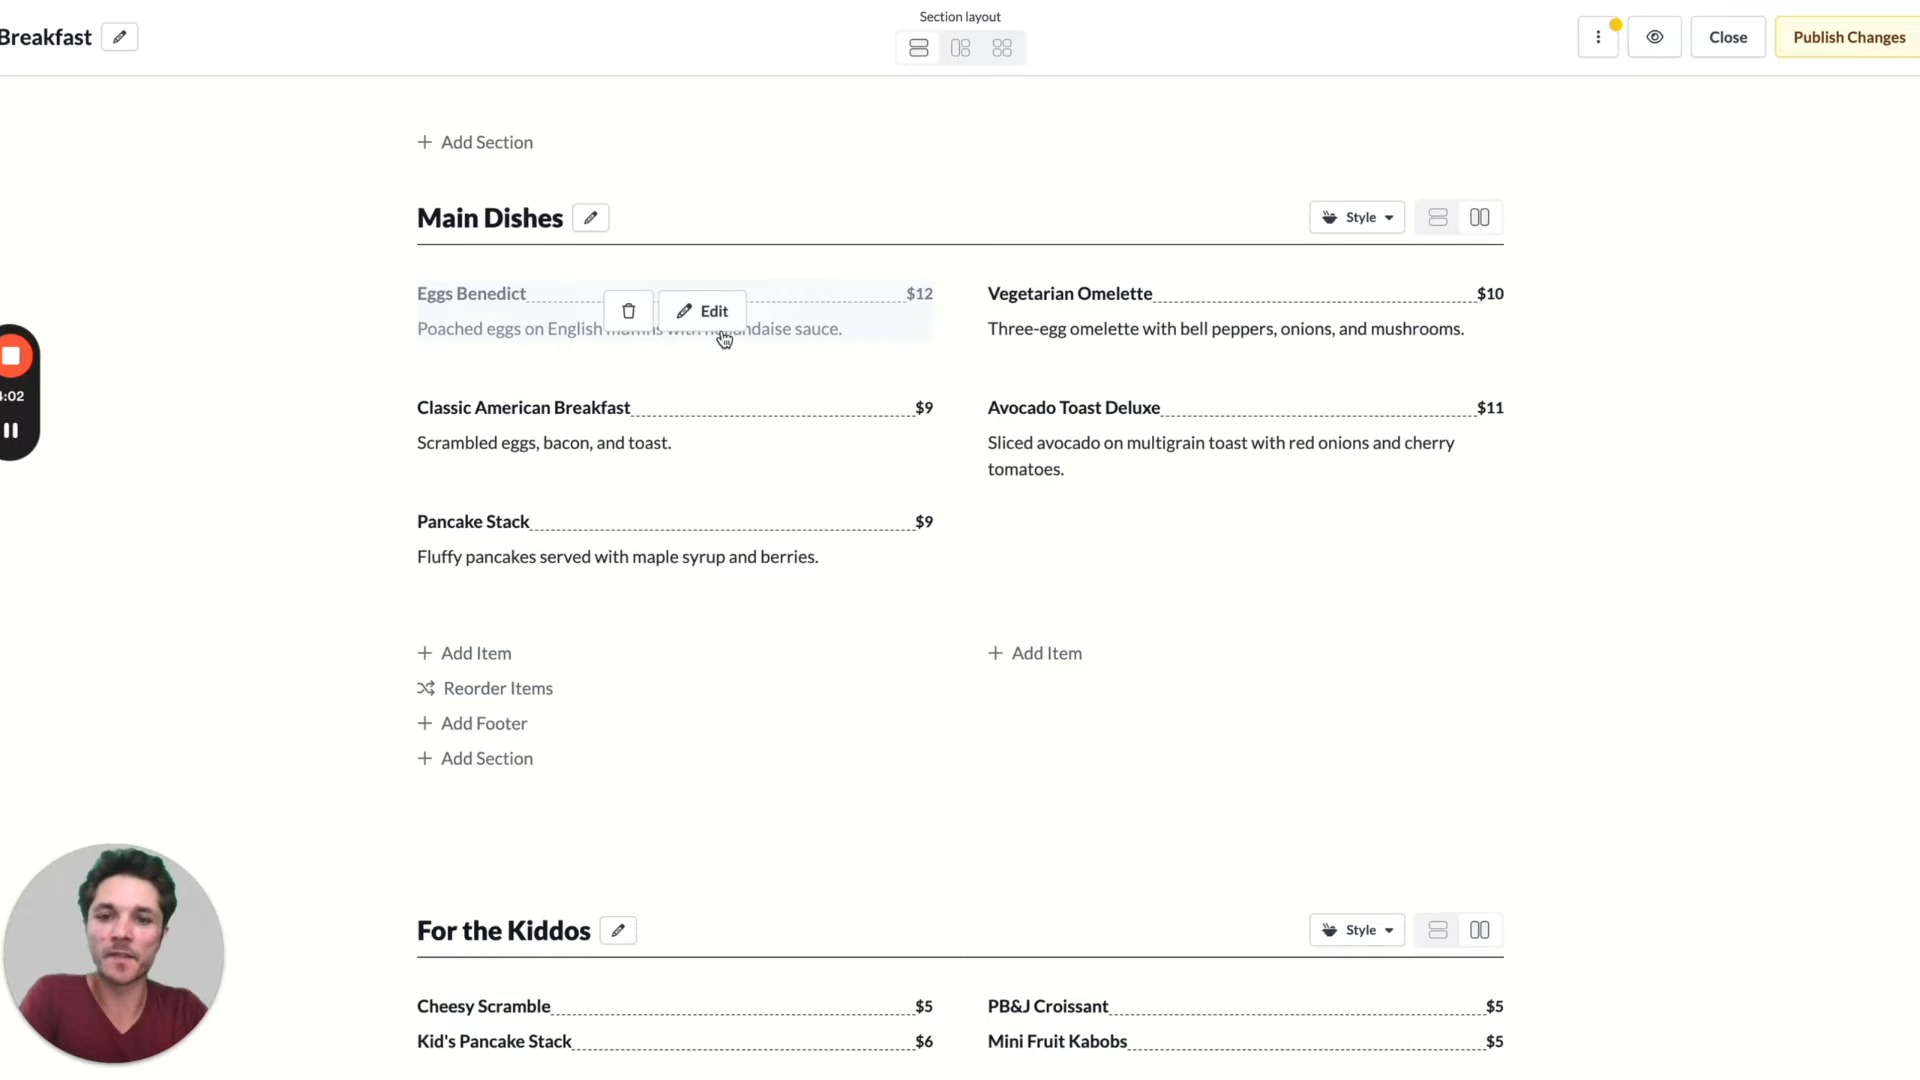 Breakfast
Section layout
Close
Publish Changes
Add Section
Main Dishes
Style
Eggs Benedict $12
Edit
Poached eggs on English sauce.
Vegetarian Omelette $10
Three-egg omelette with bell peppers, onions, and mushrooms.
Classic American Breakfast $9
Scrambled eggs, bacon, and toast.
Avocado Toast Deluxe $11
Sliced avocado on multigrain toast with red onions and cherry
tomatoes.
Pancake Stack $9
Fluffy pancakes served with maple syrup and berries.
Add Item
Add Item
Reorder Items
Add Footer
Add Section
:02
For the Kiddos
Style
Cheesy Scramble $5
Kid's Pancake Stack $6
PB&J Croissant $5
Mini Fruit Kabobs $5